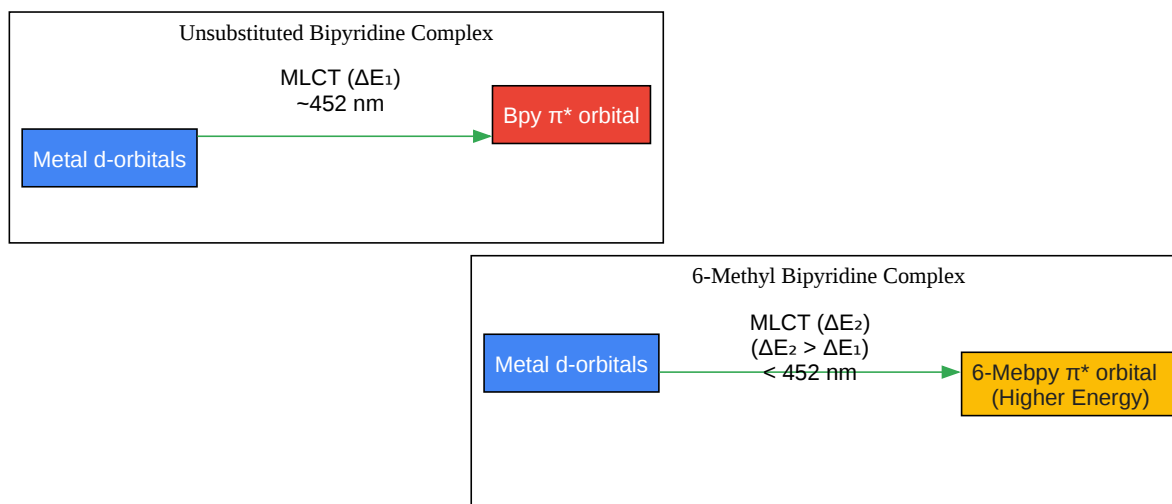 Unsubstituted Bipyridine Complex
MLCT (ΔE₁)
~452 nm
Metal d-orbitals
Bpy π* orbital
6-Methyl Bipyridine Complex
MLCT (ΔE₂)
(ΔE₂ > ΔE₁)
< 452 nm
Metal d-orbitals
6-Mebpy π* orbital
(Higher Energy)